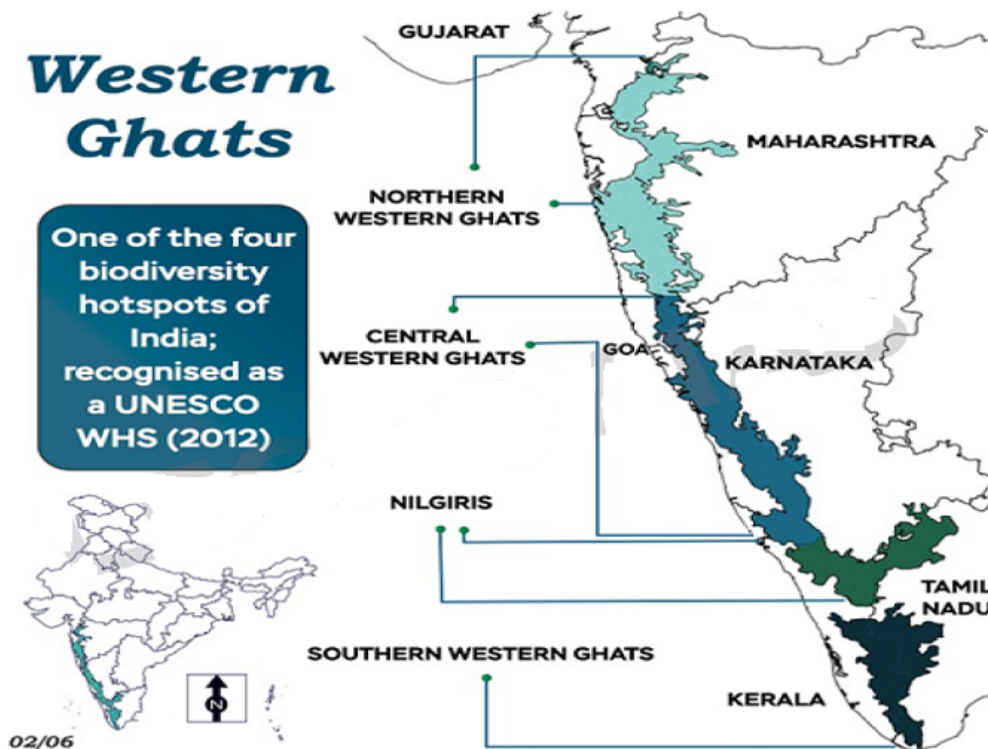 Western
Ghats
One of the four
biodiversity
hotspots of
India;
recognised as
a UNESCO
WHS (2012)
GUJARAT
MAHARASHTRA
NORTHERN
WESTERN GHATS
CENTRAL
WESTERN GHATS
GOA
KARNATAKA
NILGIRIS
TAMIL
NADU
SOUTHERN WESTERN GHATS
KERALA
N
02/06